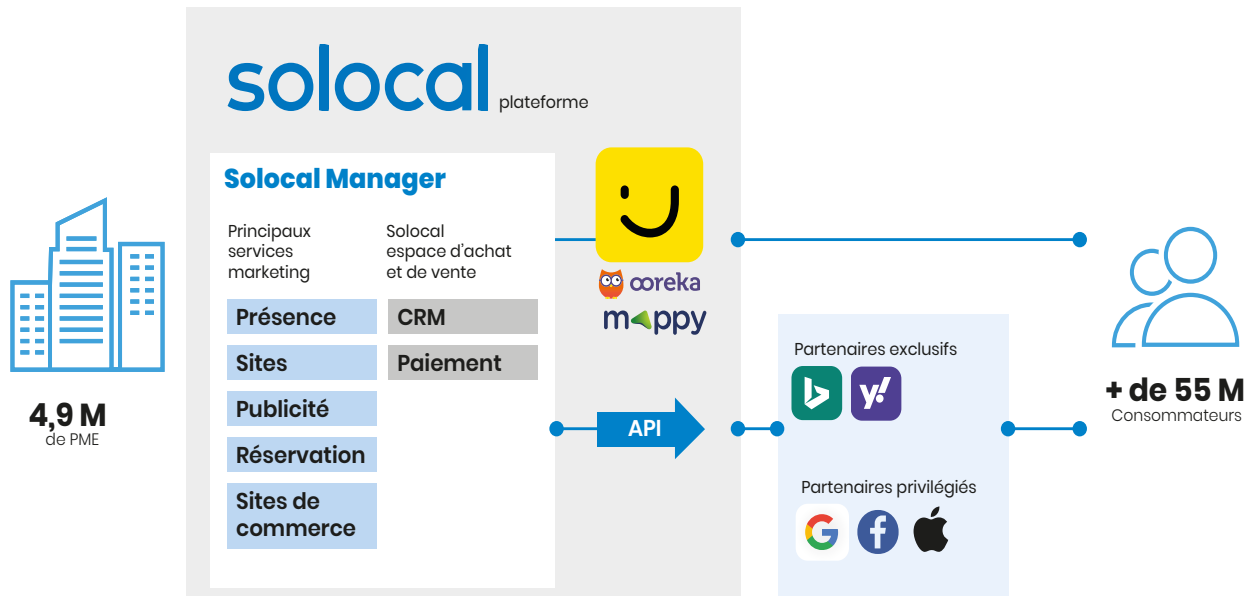 solocal
plateforme
Solocal Manager
Principaux
services
marketing
Solocal
espace d’achat
et de vente
Présence
CRM
Sites
Paiement
Publicité
Réservation
Sites de
commerce
4,9 M
de PME
ooreka
mappy
API
Partenaires exclusifs
y!
Partenaires privilégiés
G
f
+ de 55 M
Consommateurs